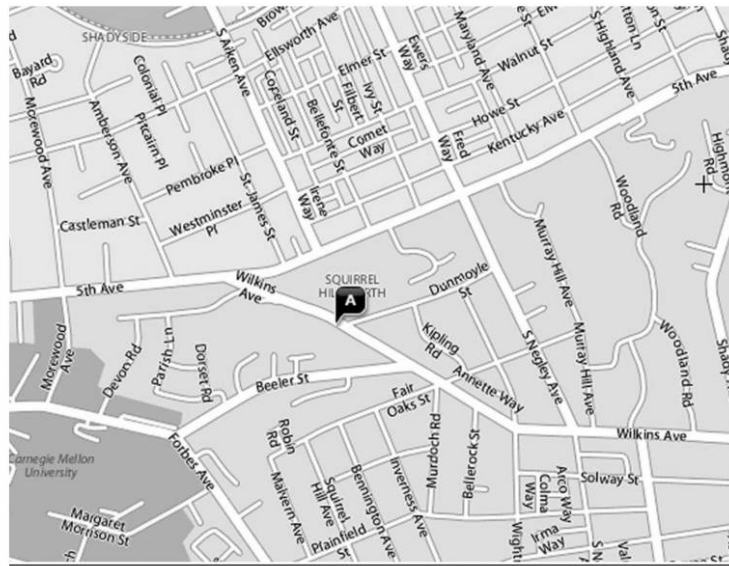 SHADYSIDE
Bayard
Rd
Morewood Ave
Amberson Ave
Colonial Pl
Pitcairn Pl
S Aiken Ave
Ellsworth Ave
Elmer St
Copeland St
Bellefonte St
Filbert
St
Ivy St
Ewers
Way
Maryland Ave
Walnut St
S Highland Ave
5th Ave
Howe St
Kentucky Ave
Comet
Way
Fred
Way
Highmont
Rd
Pembroke Pl
Westminster
Pl
Castleman St
St James St
Irene
Way
Woodland
Rd
Murray Hill Ave
5th Ave
Wilkins
Ave
SQUIRREL
A
Dunmoyle
St
Kipling
Rd
S Negley Ave
Murray Hill Ave
Woodland
Rd
Morewood
Ave
Devon Rd
Parish Ln
Dorset
Rd
Beeler St
Fair
Oaks St
Annette Way
Wilkins Ave
Forbes Ave
Robin
Rd
Malvern Ave
Squirrel
Hill Ave
Bennington
Ave
Inverness Ave
Murdoch Rd
Bellerock St
Carnegie Mellon
University
Margaret
Morrison St
Plainfield
St
Colma
Way
Arco Way
Solway St
Irma
Way